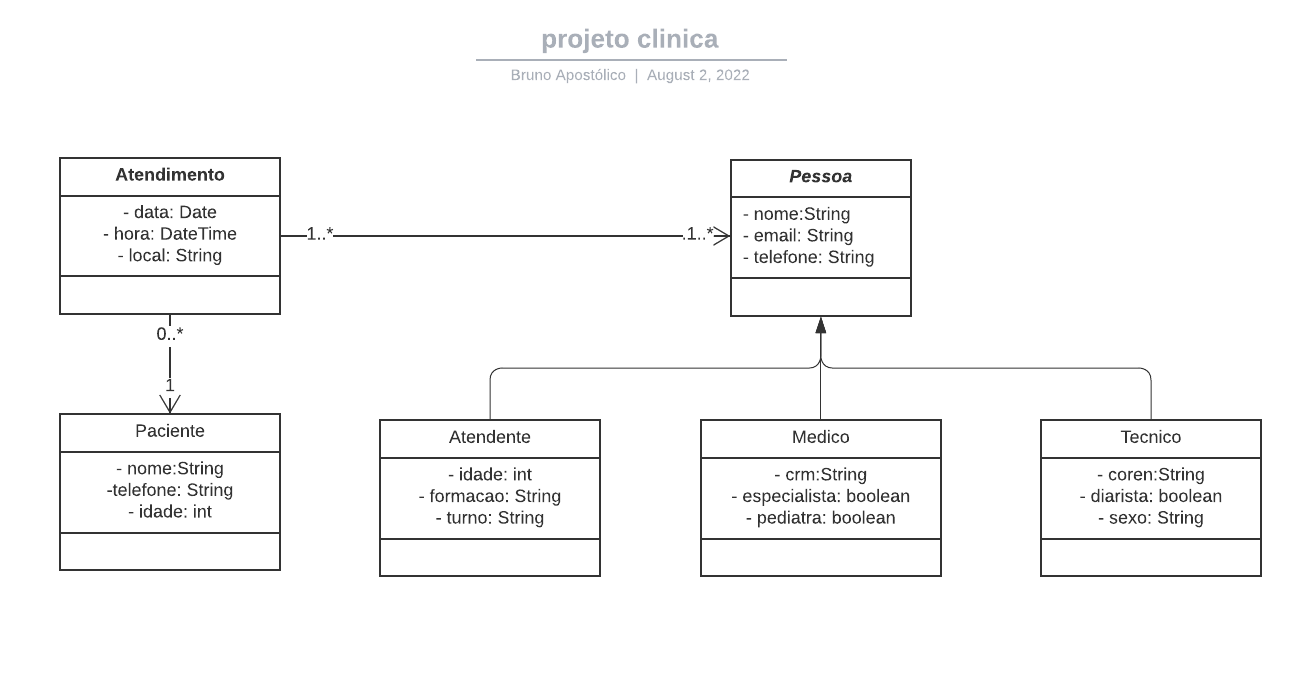 projeto clinica
Bruno Apostólico | August 2, 2022
Atendimento
- data: Date
- hora: DateTime
- local: String
1..*
1..*
Pessoa
- nome:String
- email: String
- telefone: String
0..*
1
Paciente
- nome:String
-telefone: String
- idade: int
Atendente
- idade: int
- formacao: String
- turno: String
Medico
- crm:String
- especialista: boolean
- pediatra: boolean
Tecnico
- coren:String
- diarista: boolean
- sexo: String